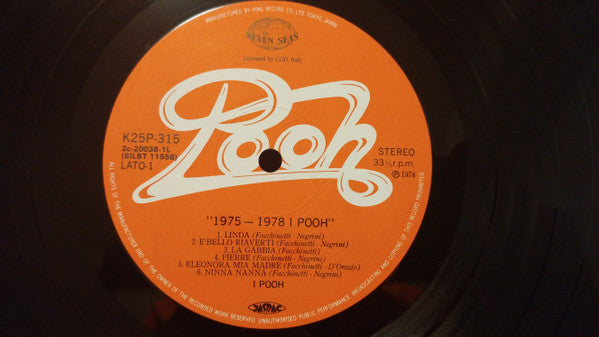 MANUFACTURED BY KING RECORD CO. LTD. TOKYO, JAPAN
SEVEN SEAS
Licensed by CGD, Italy
Pooh
K25P-315
2c-20038-1L
(SILBT 11558)
LATO-1
STEREO
33⅓r.p.m.
Ⓟ1978
"1975 – 1978 I POOH"
1. LINDA (Facchinetti - Negrini)
2. E'BELLO RIAVERTI (Facchinetti - Negrini)
3. LA GABBIA (Facchinetti)
4. PIERRE (Facchinetti - Negrini)
5. ELEONORA MIA MADRE (Facchinetti - D'Orazio)
6. NINNA NANNA (Facchinetti - Negrini)
I POOH
JASRAC
ALL RIGHTS OF THE MANUFACTURER AND OF THE OWNER OF THE RECORDED WORK RESERVED. UNAUTHORISED PUBLIC PERFORMANCE, BROADCASTING AND COPYING OF THIS RECORD PROHIBITED